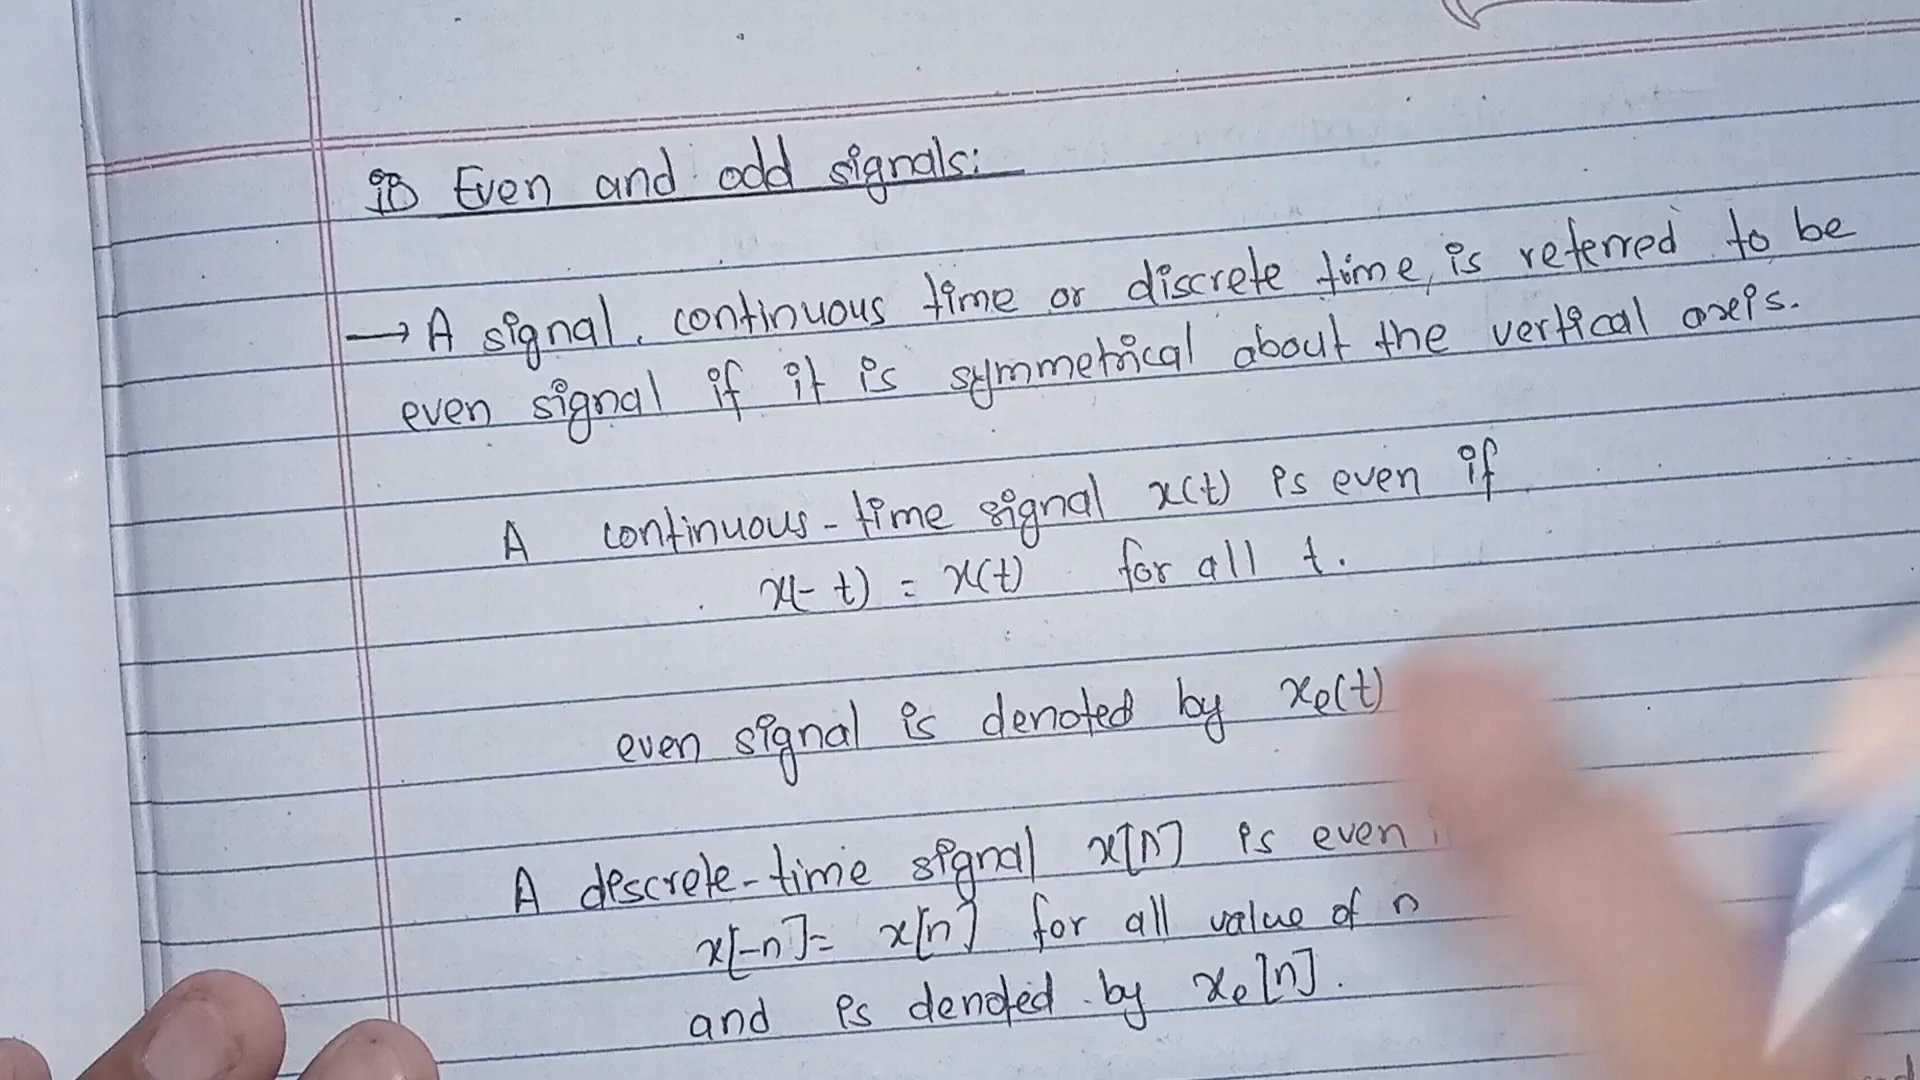 ii) Even and odd signals:
→ A signal, continuous time or discrete time, is referred to be
even signal if it is symmetrical about the vertical axis.
A continuous-time signal x(t) is even if
x(-t) = x(t) for all t.
even signal is denoted by xₑ(t)
A discrete-time signal x[n] is even
x[-n] = x[n] for all value of n
and is denoted by xₑ[n].